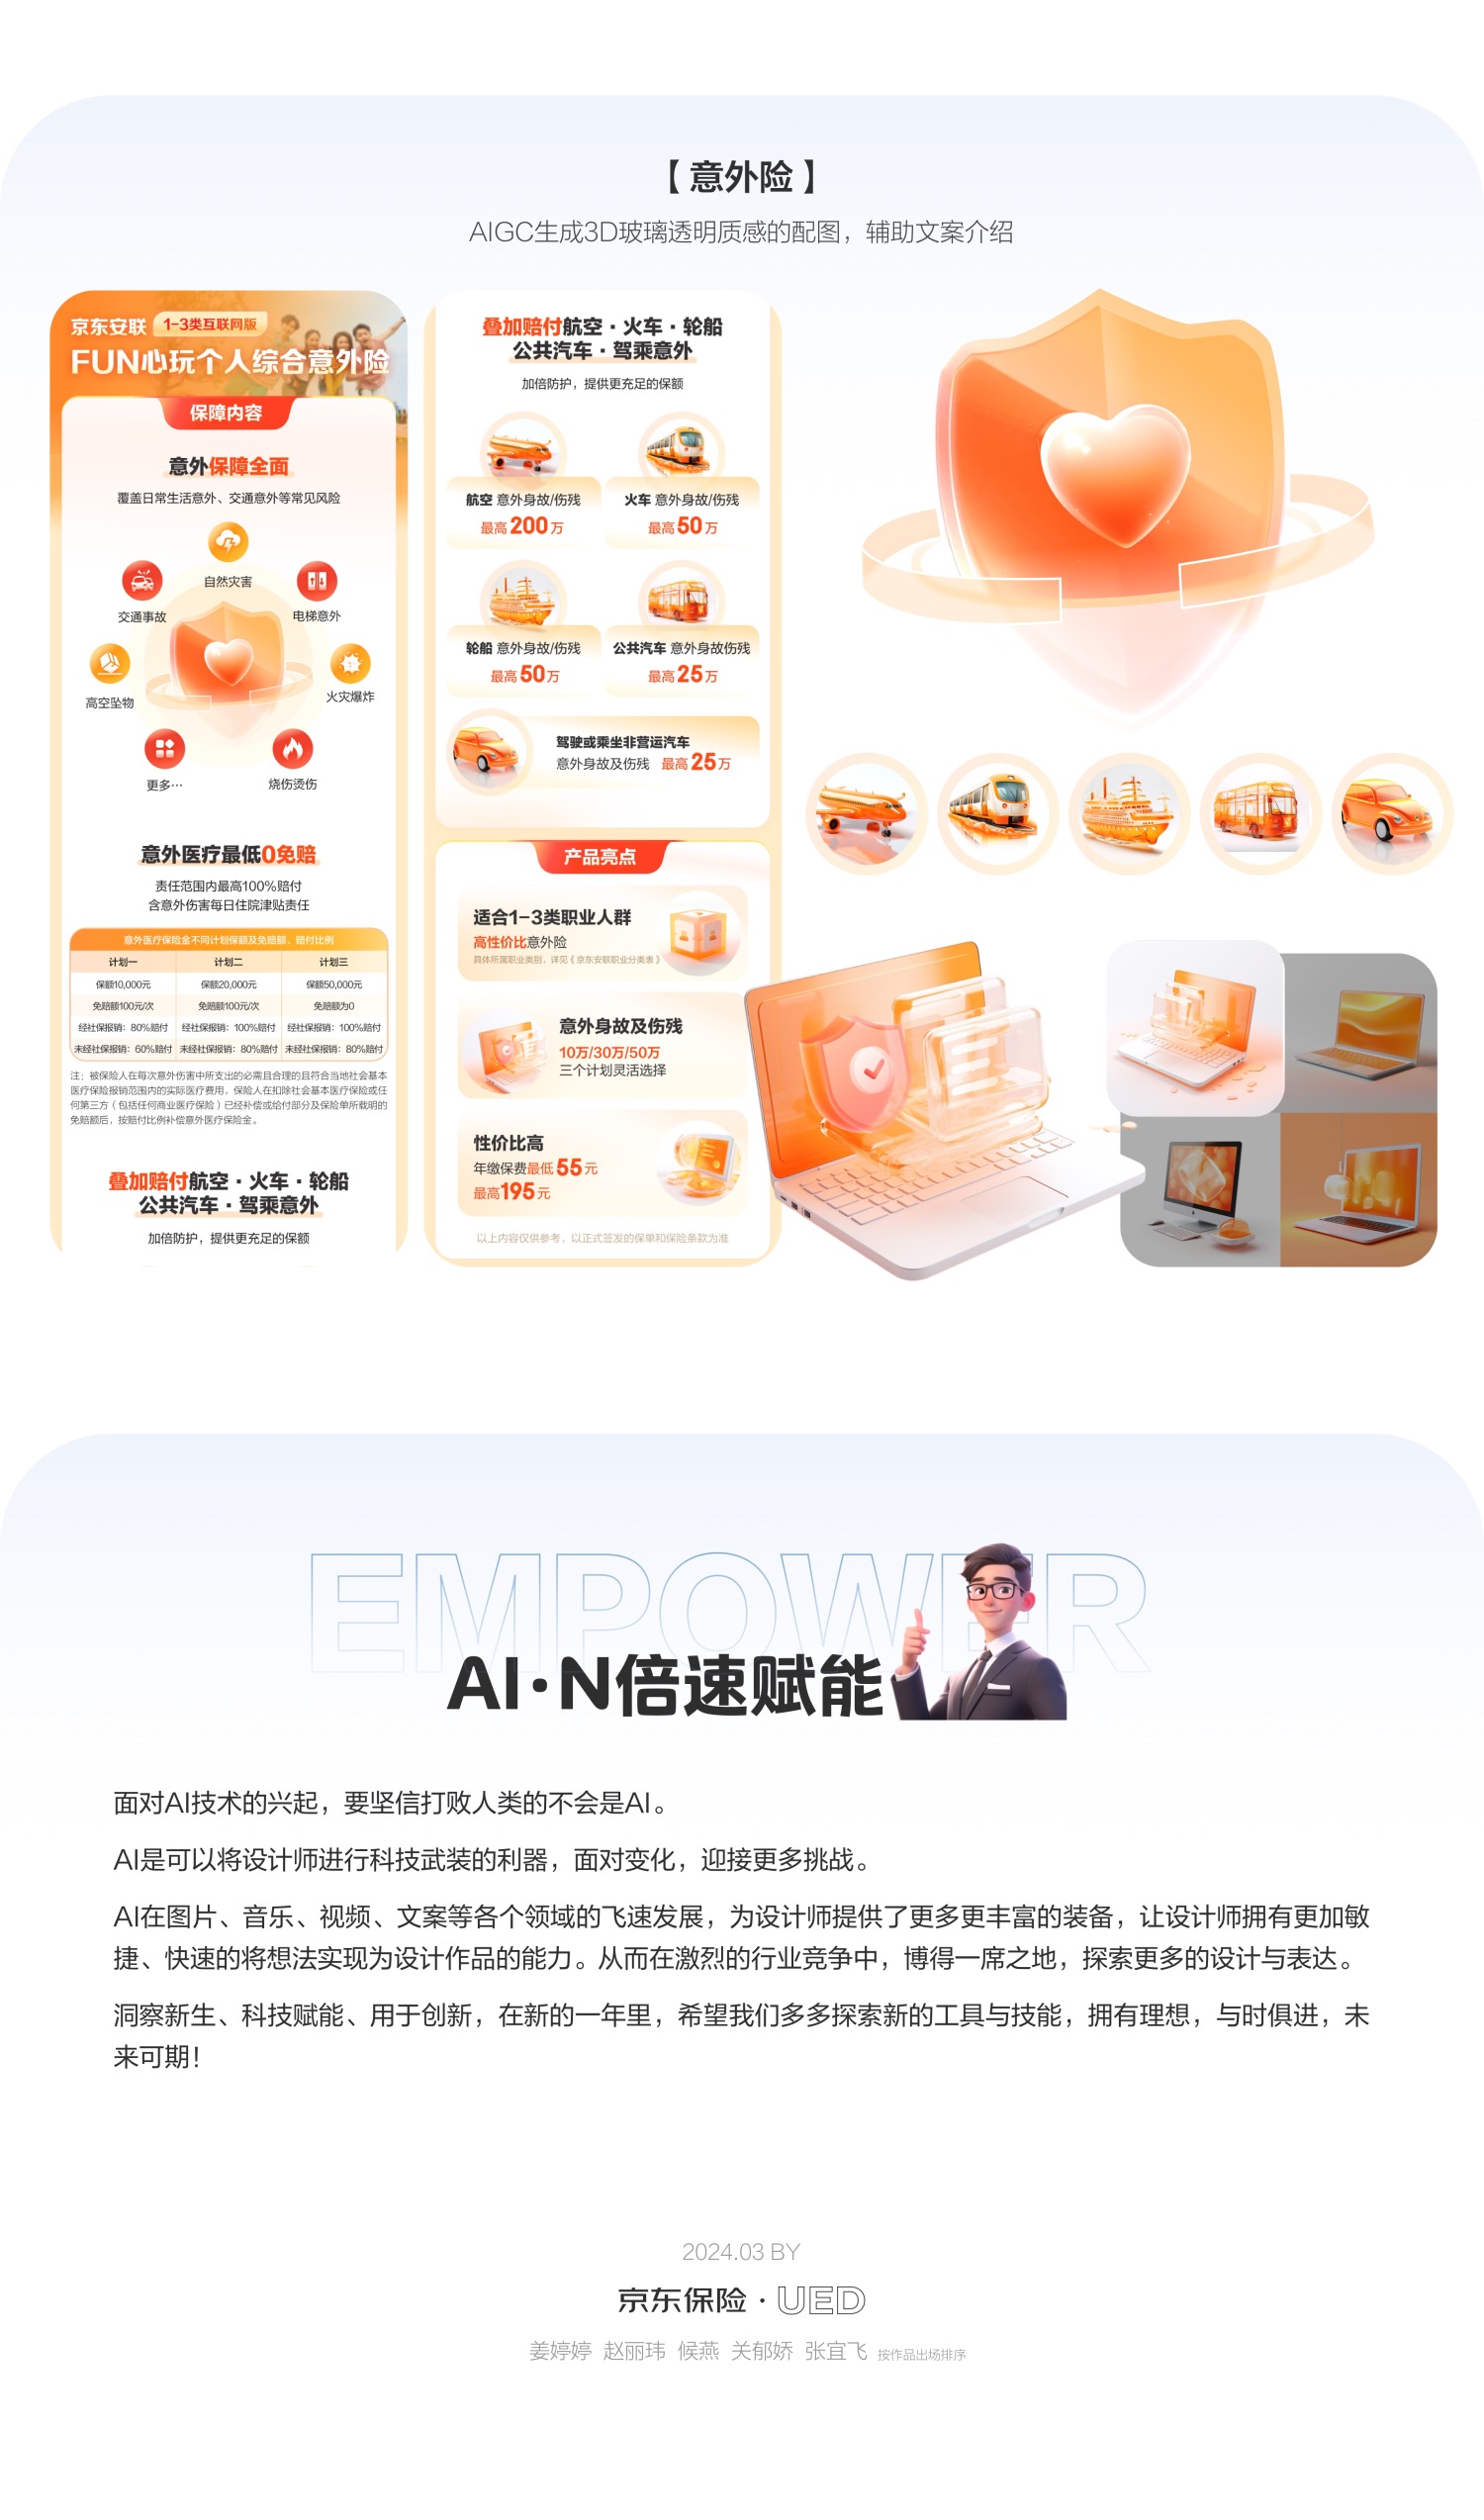 【 意外险 】
AIGC生成3D玻璃透明质感的配图，辅助文案介绍
京东安联 1-3类互联网版
FUN心玩个人综合意外险
保障内容
意外保障全面
覆盖日常生活意外、交通意外等常见风险
自然灾害
交通事故
电梯意外
高空坠物
火灾爆炸
更多···
烧伤烫伤
意外医疗最低0免赔
责任范围内最高100%赔付
含意外伤害每日住院津贴责任
意外医疗保险金不同计划保额及免赔额、赔付比例
计划一 计划二 计划三
保额10,000元 保额20,000元 保额50,000元
免赔额100元/次 免赔额100元/次 免赔额为0
经社保报销：80%赔付 经社保报销：100%赔付 经社保报销：100%赔付
未经社保报销：60%赔付 未经社保报销：80%赔付 未经社保报销：80%赔付
注：被保险人在每次意外伤害中所支出的必需且合理的且符合当地社会基本
医疗保险报销范围内的实际医疗费用，保险人在扣除社会基本医疗保险或任
何第三方（包括任何商业医疗保险）已经补偿或给付部分及保险单所载明的
免赔额后，按赔付比例补偿意外医疗保险金。
叠加赔付航空・火车・轮船
公共汽车・驾乘意外
加倍防护，提供更充足的保额
叠加赔付航空・火车・轮船
公共汽车・驾乘意外
加倍防护，提供更充足的保额
航空 意外身故/伤残
最高200万
火车 意外身故/伤残
最高50万
轮船 意外身故/伤残
最高50万
公共汽车 意外身故伤残
最高25万
驾驶或乘坐非营运汽车
意外身故及伤残 最高25万
产品亮点
适合1-3类职业人群
高性价比意外险
具体所属职业类别，详见《京东安联职业分类表》
意外身故及伤残
10万/30万/50万
三个计划灵活选择
性价比高
年缴保费最低55元
最高195元
以上内容仅供参考，以正式签发的保单和保险条款为准
EMPOWER
AI·N倍速赋能
面对AI技术的兴起，要坚信打败人类的不会是AI。
AI是可以将设计师进行科技武装的利器，面对变化，迎接更多挑战。
AI在图片、音乐、视频、文案等各个领域的飞速发展，为设计师提供了更多更丰富的装备，让设计师拥有更加敏
捷、快速的将想法实现为设计作品的能力。从而在激烈的行业竞争中，博得一席之地，探索更多的设计与表达。
洞察新生、科技赋能、用于创新，在新的一年里，希望我们多多探索新的工具与技能，拥有理想，与时俱进，未
来可期！
2024.03 BY
京东保险 · UED
姜婷婷 赵丽玮 候燕 关郁娇 张宜飞 按作品出场排序